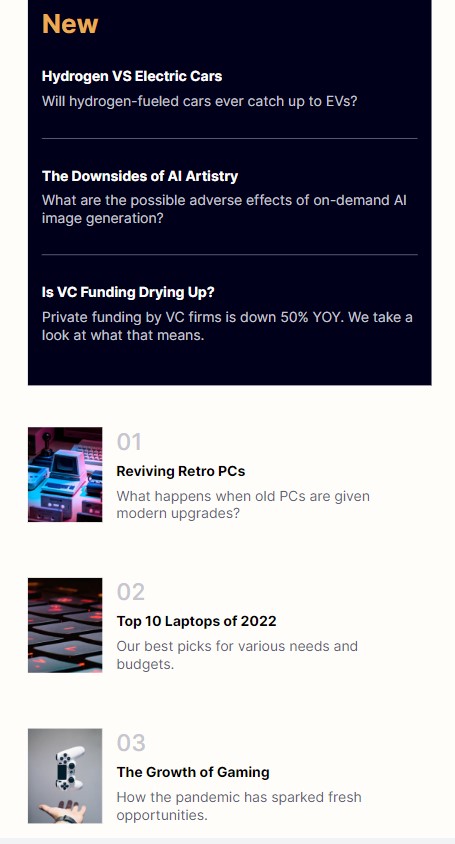 New
Hydrogen VS Electric Cars
Will hydrogen-fueled cars ever catch up to EVs?
The Downsides of AI Artistry
What are the possible adverse effects of on-demand AI
image generation?
Is VC Funding Drying Up?
Private funding by VC firms is down 50% YOY. We take a
look at what that means.
01
Reviving Retro PCs
What happens when old PCs are given
modern upgrades?
02
Top 10 Laptops of 2022
Our best picks for various needs and
budgets.
03
The Growth of Gaming
How the pandemic has sparked fresh
opportunities.